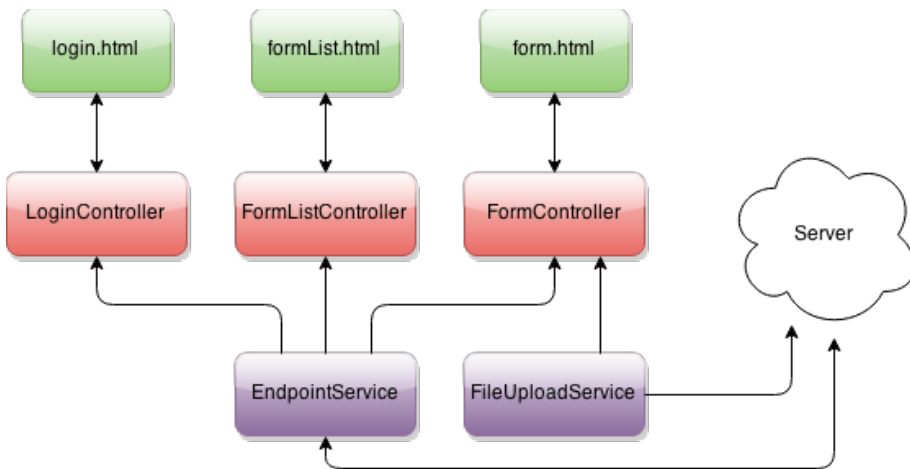 login.html
formList.html
form.html
LoginController
FormListController
FormController
Server
EndpointService
FileUploadService